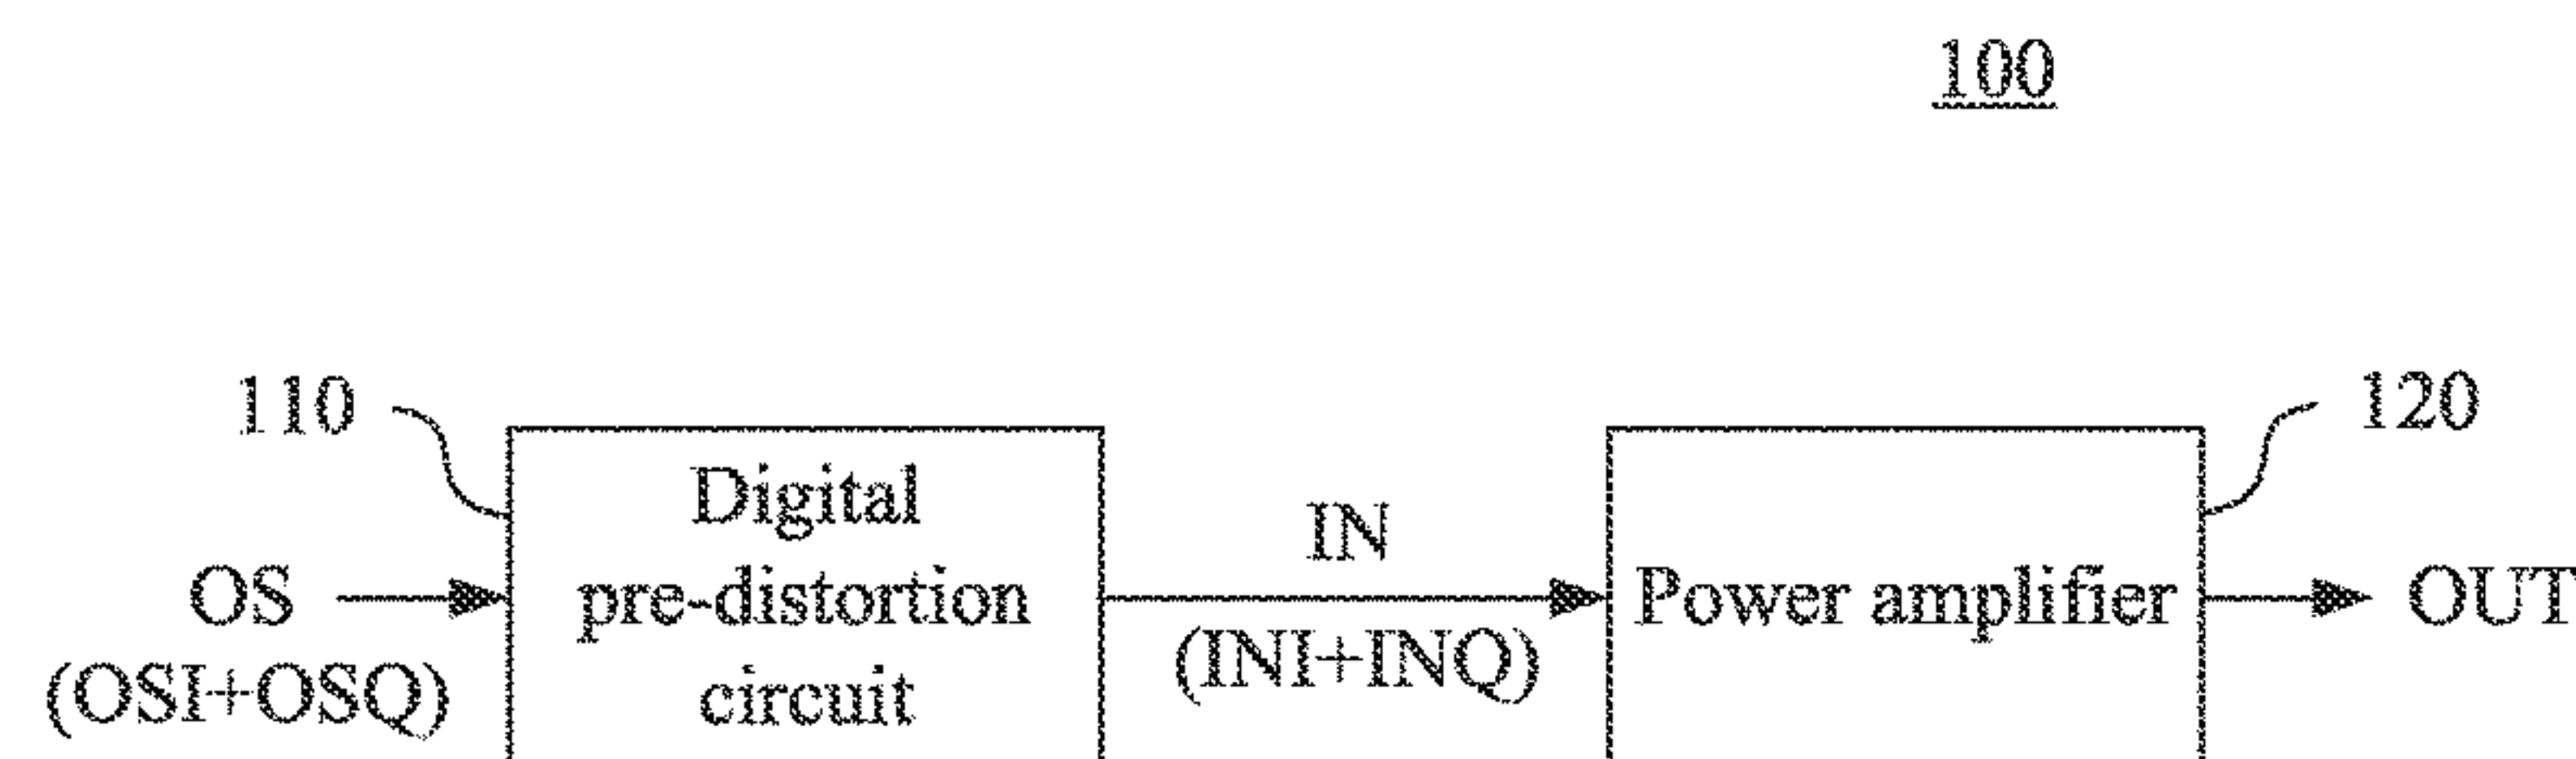 100
110
120
Digital
pre-distortion
circuit
OS
(OSI+OSQ)
IN
(INI+INQ)
Power amplifier
OUT